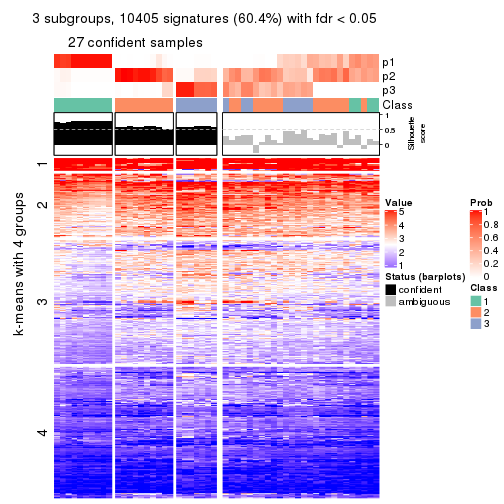 3 subgroups, 10405 signatures (60.4%) with fdr < 0.05
27 confident samples
p1
p2
p3
Class
1
0.5
0
Silhouette
score
k-means with 4 groups
1
2
3
4
Value
5
4
3
2
1
Status (barplots)
confident
ambiguous
Prob
1
0.8
0.6
0.4
0.2
0
Class
1
2
3